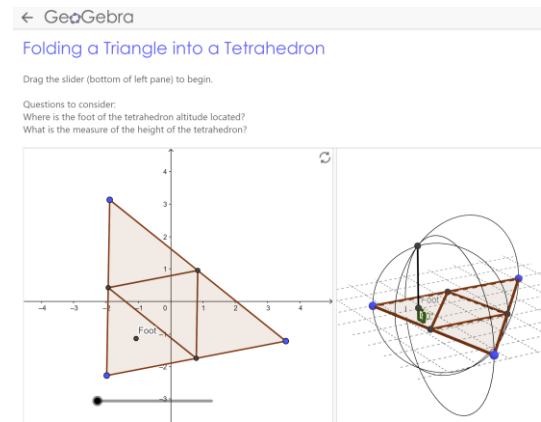 ← GeoGebra
Folding a Triangle into a Tetrahedron
Drag the slider (bottom of left pane) to begin.
Questions to consider:
Where is the foot of the tetrahedron altitude located?
What is the measure of the height of the tetrahedron?
4
3
2
1
-4 -3 -2 -1 0 1 2 3 4
Foot
-1
-2
-3
Foot